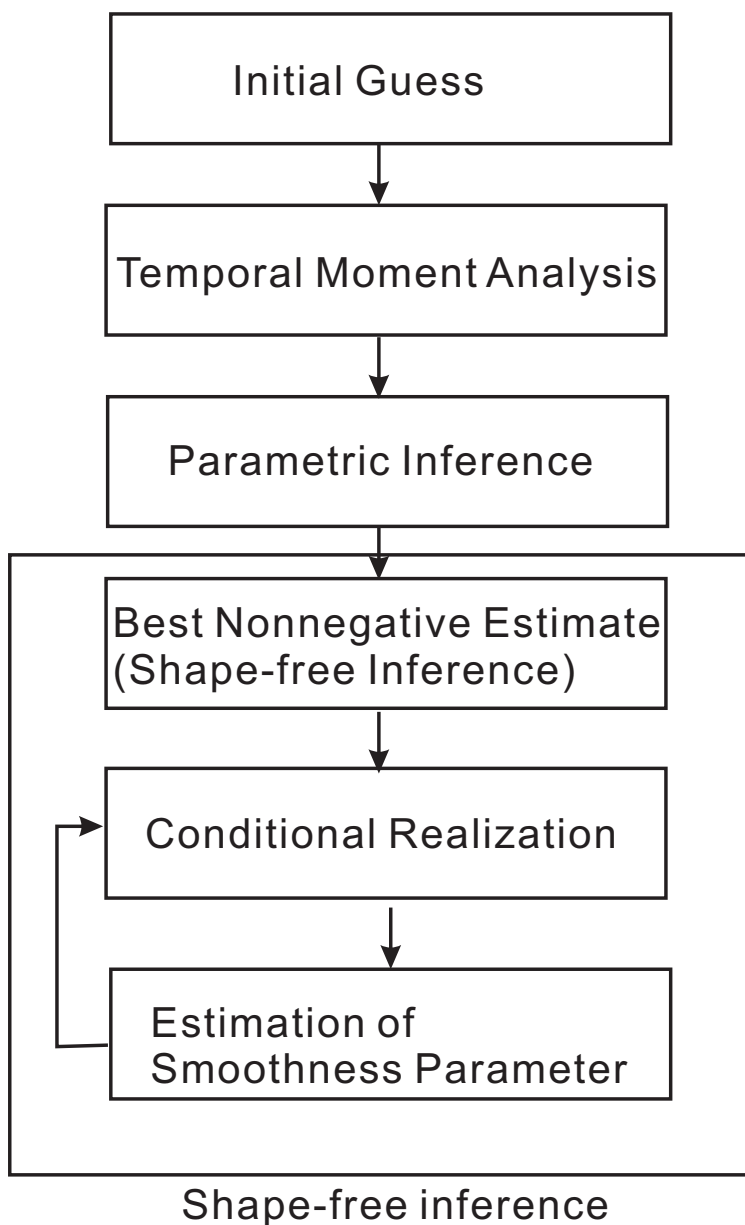 Initial Guess
Temporal Moment Analysis
Parametric Inference
Best Nonnegative Estimate
(Shape-free Inference)
Conditional Realization
Estimation of
Smoothness Parameter
Shape-free inference